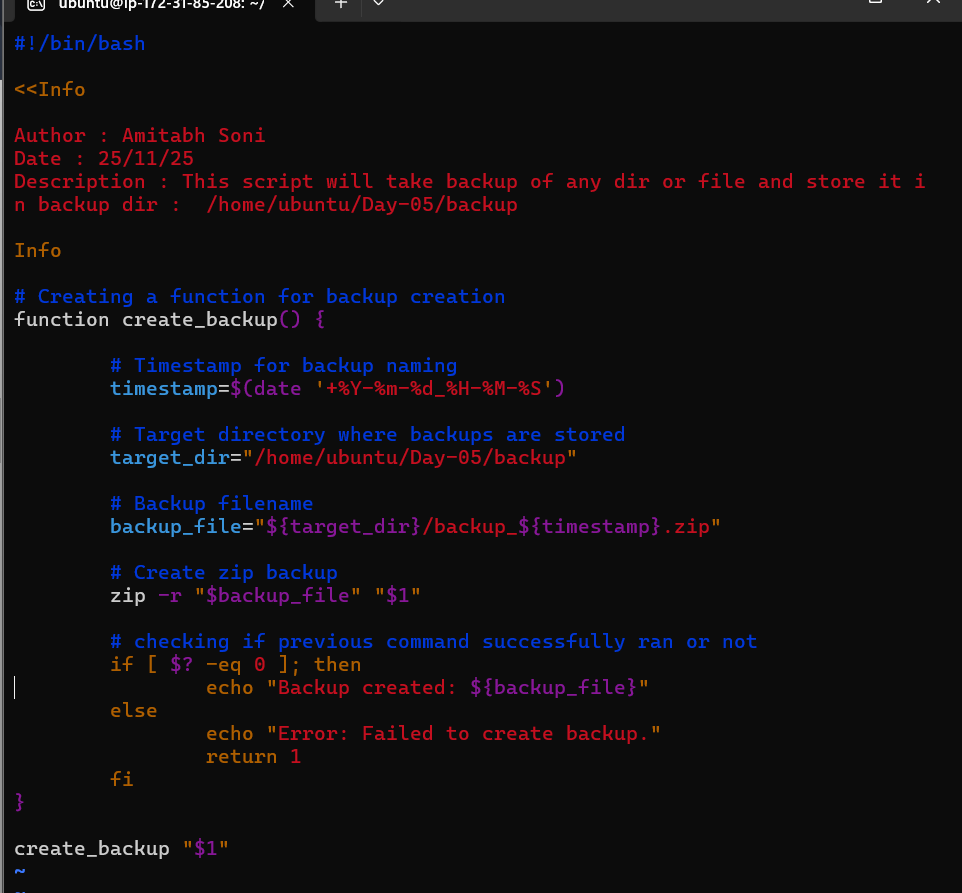 ubuntu@ip-172-31-85-208: ~/
#!/bin/bash
<<Info
Author : Amitabh Soni
Date : 25/11/25
Description : This script will take backup of any dir or file and store it i
n backup dir :  /home/ubuntu/Day-05/backup
Info
# Creating a function for backup creation
function create_backup() {
        # Timestamp for backup naming
        timestamp=$(date '+%Y-%m-%d_%H-%M-%S')
        # Target directory where backups are stored
        target_dir="/home/ubuntu/Day-05/backup"
        # Backup filename
        backup_file="${target_dir}/backup_${timestamp}.zip"
        # Create zip backup
        zip -r "$backup_file" "$1"
        # checking if previous command successfully ran or not
        if [ $? -eq 0 ]; then
                echo "Backup created: ${backup_file}"
        else
                echo "Error: Failed to create backup."
                return 1
        fi
}
create_backup "$1"
~